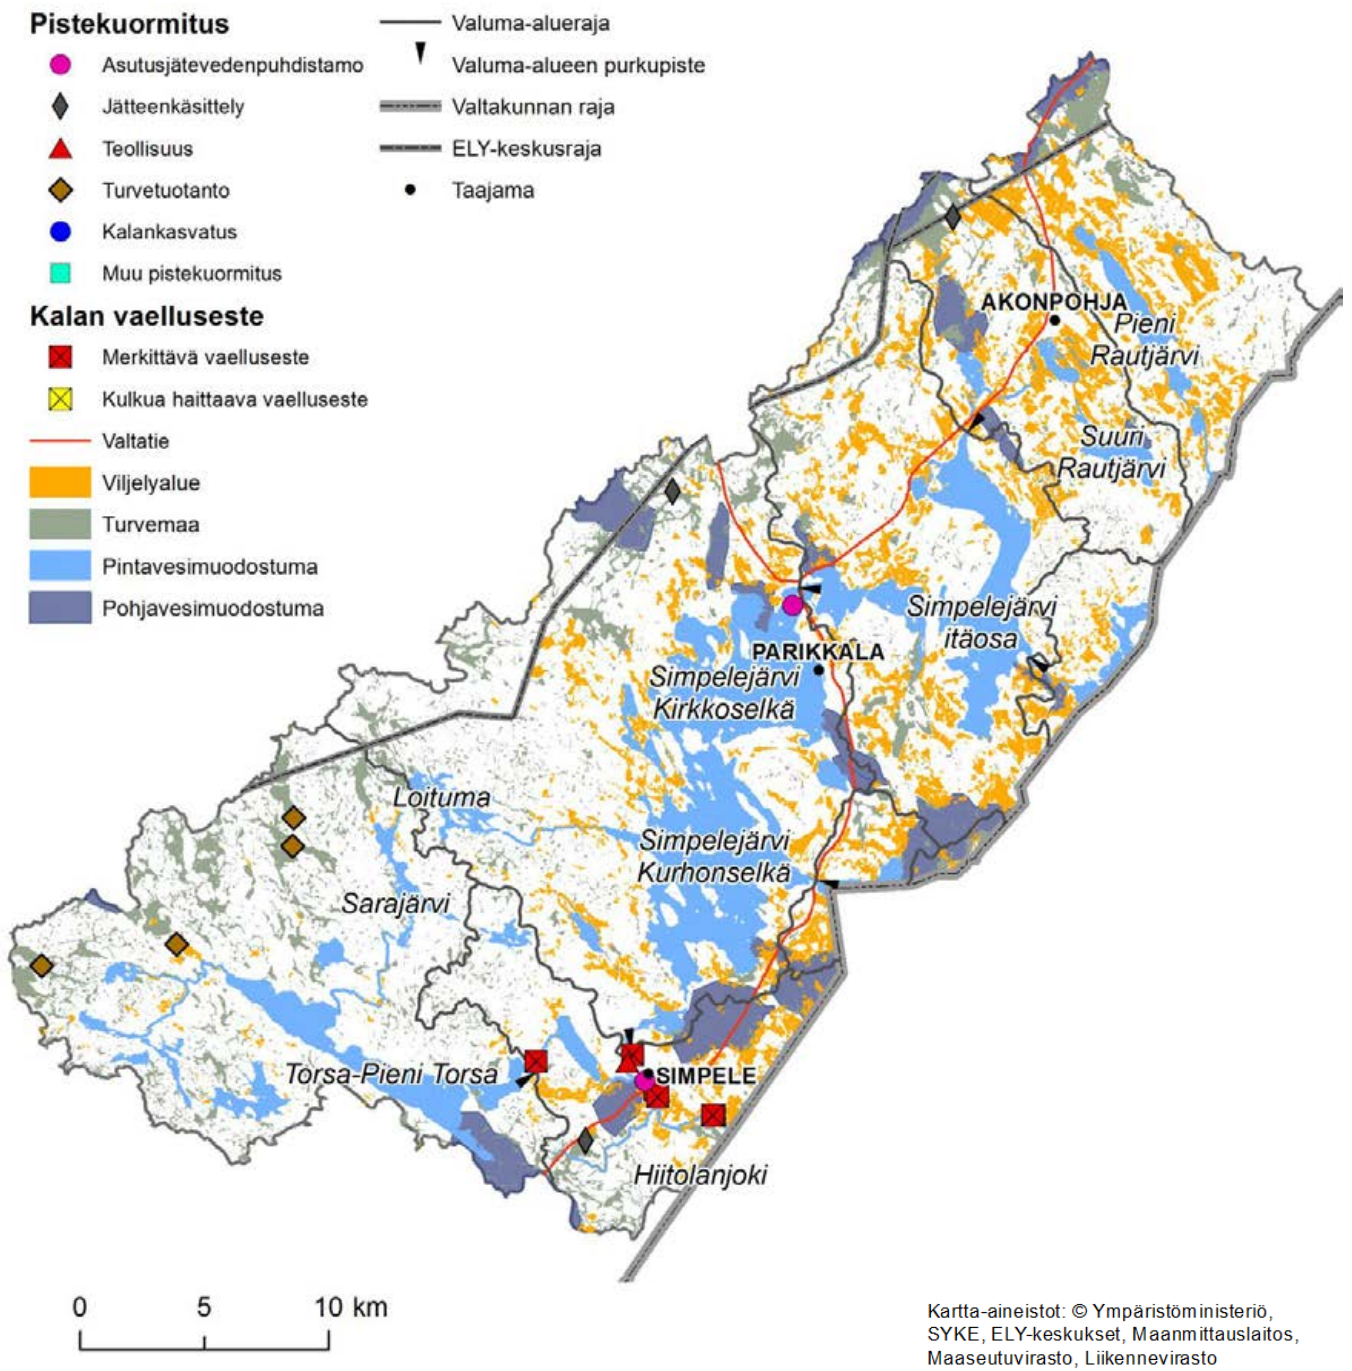 Pistekuormitus
Asutusjätevedenpuhdistamo
Jätteenkäsittely
Teollisuus
Turvetuotanto
Kalankasvatus
Muu pistekuormitus
Kalan vaelluseste
Merkittävä vaelluseste
Kulkua haittaava vaelluseste
Valtatie
Viljelyalue
Turvemaa
Pintavesimuodostuma
Pohjavesimuodostuma
Valuma-alueraja
Valuma-alueen purkupiste
Valtakunnan raja
ELY-keskusraja
Taajama
AKONPOHJA
Pieni
Rautjärvi
Suuri
Rautjärvi
Simpelejärvi
itäosa
PARIKKALA
Simpelejärvi
Kirkkoselkä
Loituma
Simpelejärvi
Kurhonselkä
Sarajärvi
Torsa-Pieni Torsa
SIMPELE
Hiitolanjoki
0 5 10 km
Kartta-aineistot: © Ympäristöministeriö,
SYKE, ELY-keskukset, Maanmittauslaitos,
Maaseutuvirasto, Liikennevirasto